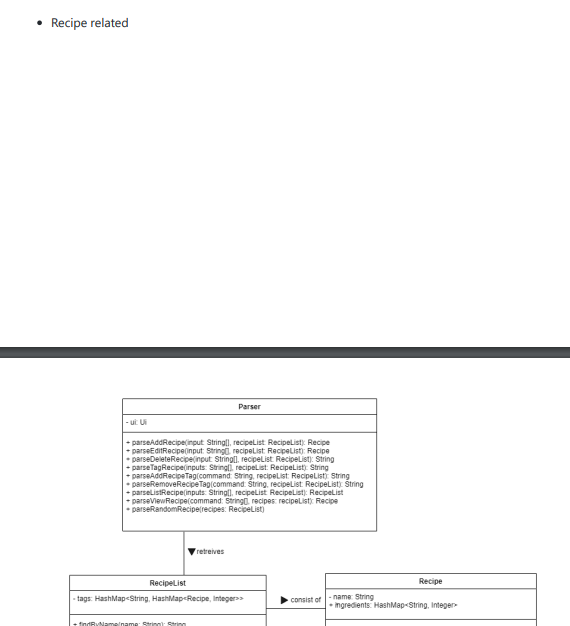 • Recipe related
Parser
- ui: Ui
+ parseAddRecipe(input: String[], recipeList: RecipeList): Recipe
+ parseEditRecipe(input: String[], recipeList: RecipeList): Recipe
+ parseDeleteRecipe(input: String[], recipeList: RecipeList): String
+ parseTagRecipe(inputs: String[], recipeList: RecipeList): String
+ parseAddRecipeTag(command: String, recipeList: RecipeList): String
+ parseRemoveRecipeTag(command: String, recipeList: RecipeList): String
+ parseListRecipe(inputs: String[], recipeList: RecipeList): RecipeList
+ parseViewRecipe(command: String[], recipes: recipeList): Recipe
+ parseRandomRecipe(recipes: RecipeList)
retreives
RecipeList
- tags: HashMap<String, HashMap<Recipe, Integer>>
+ findByName(name: String): String
consist of
Recipe
- name: String
+ ingredients: HashMap<String, Integer>